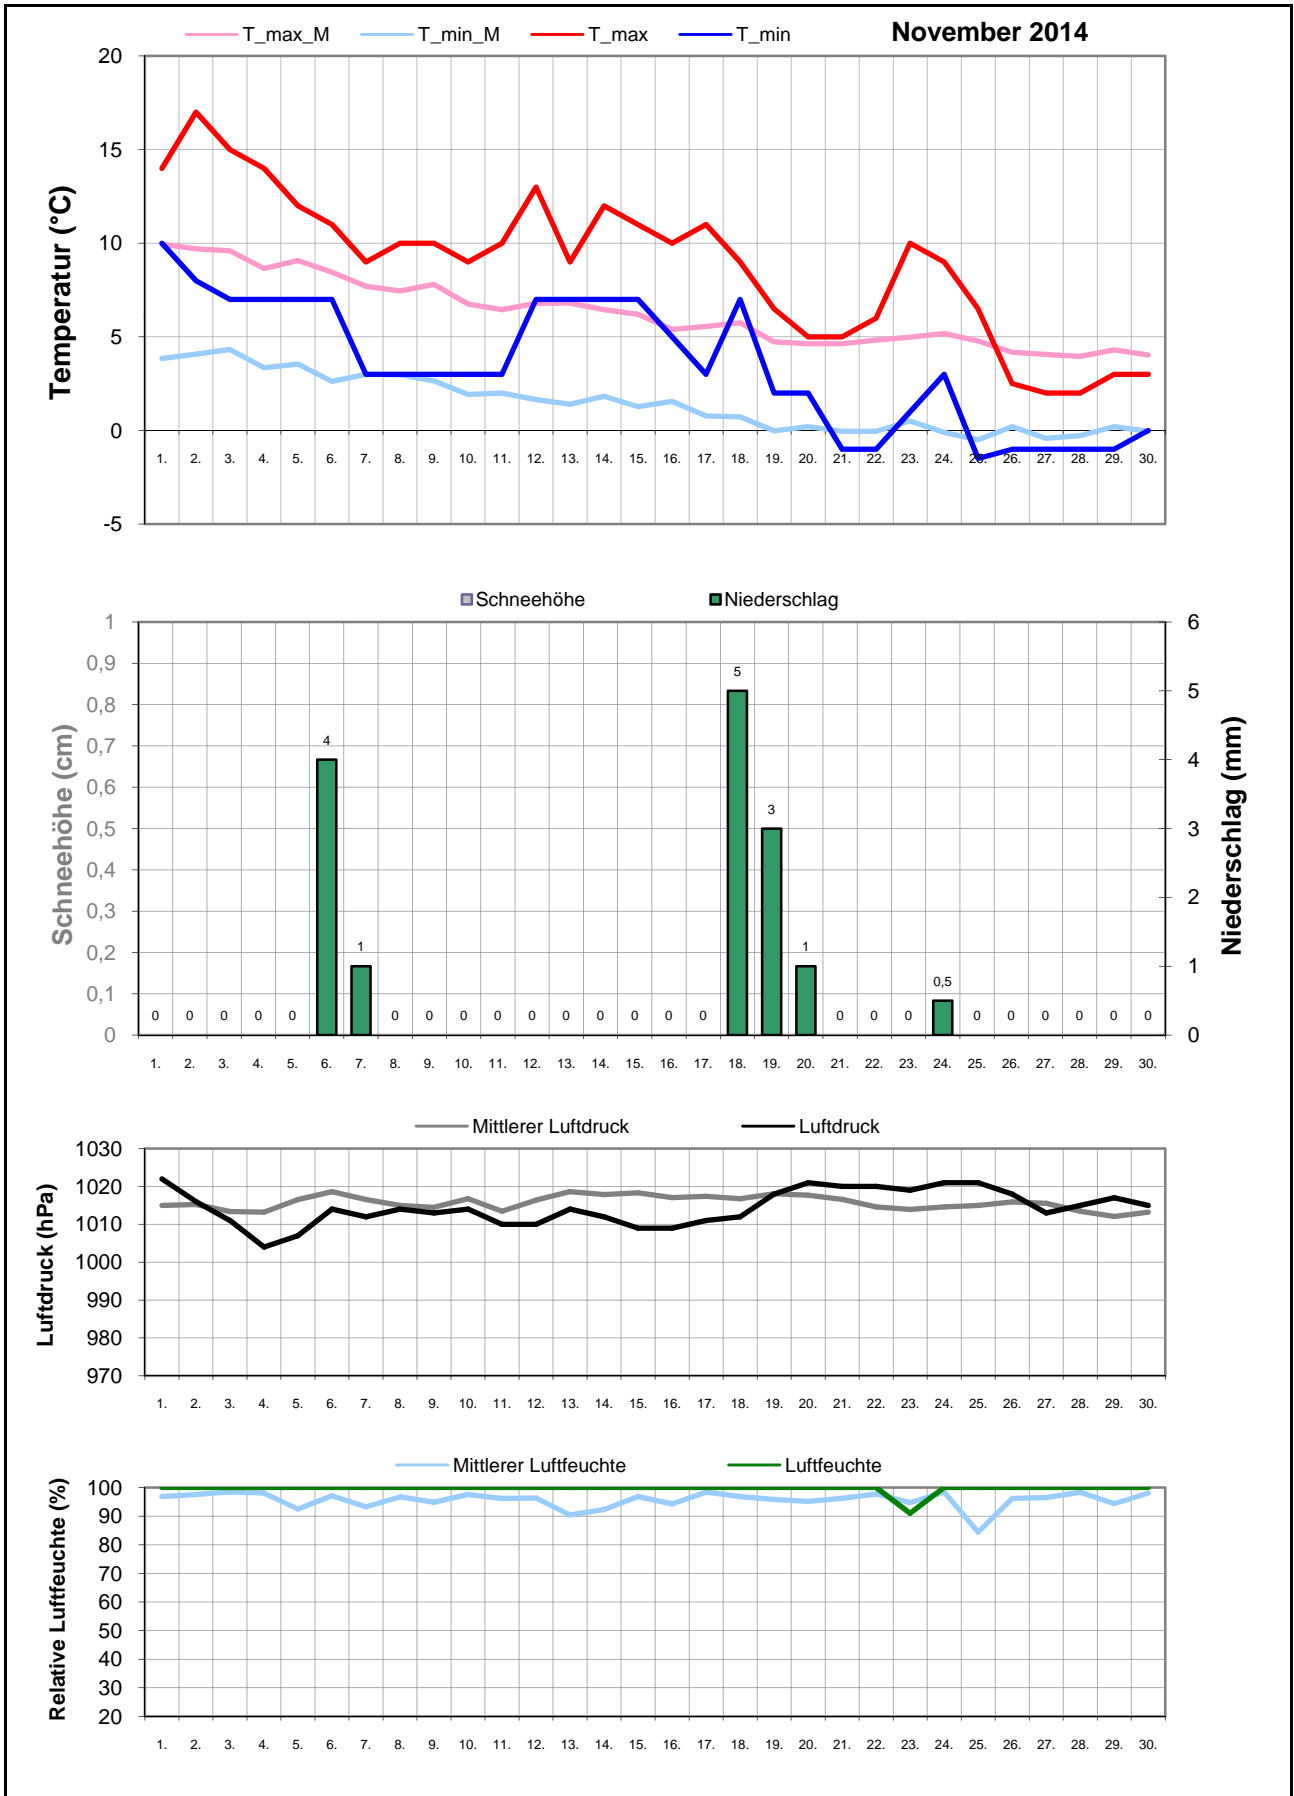 T_max_M T_min_M T_max T_min November 2014
Temperatur (°C)
20
15
10
5
0
-5
1. 2. 3. 4. 5. 6. 7. 8. 9. 10. 11. 12. 13. 14. 15. 16. 17. 18. 19. 20. 21. 22. 23. 24. 25. 26. 27. 28. 29. 30.
Schneehöhe Niederschlag
Schneehöhe (cm)
1
0,9
0,8
0,7
0,6
0,5
0,4
0,3
0,2
0,1
0
0 0 0 0 0 4 1 0 0 0 0 0 0 0 0 0 0 5 3 1 0 0 0 0,5 0 0 0 0 0 0
6
5
4
3
2
1
0
Niederschlag (mm)
1. 2. 3. 4. 5. 6. 7. 8. 9. 10. 11. 12. 13. 14. 15. 16. 17. 18. 19. 20. 21. 22. 23. 24. 25. 26. 27. 28. 29. 30.
Mittlerer Luftdruck Luftdruck
Luftdruck (hPa)
1030
1020
1010
1000
990
980
970
1. 2. 3. 4. 5. 6. 7. 8. 9. 10. 11. 12. 13. 14. 15. 16. 17. 18. 19. 20. 21. 22. 23. 24. 25. 26. 27. 28. 29. 30.
Mittlerer Luftfeuchte Luftfeuchte
Relative Luftfeuchte (%)
100
90
80
70
60
50
40
30
20
1. 2. 3. 4. 5. 6. 7. 8. 9. 10. 11. 12. 13. 14. 15. 16. 17. 18. 19. 20. 21. 22. 23. 24. 25. 26. 27. 28. 29. 30.